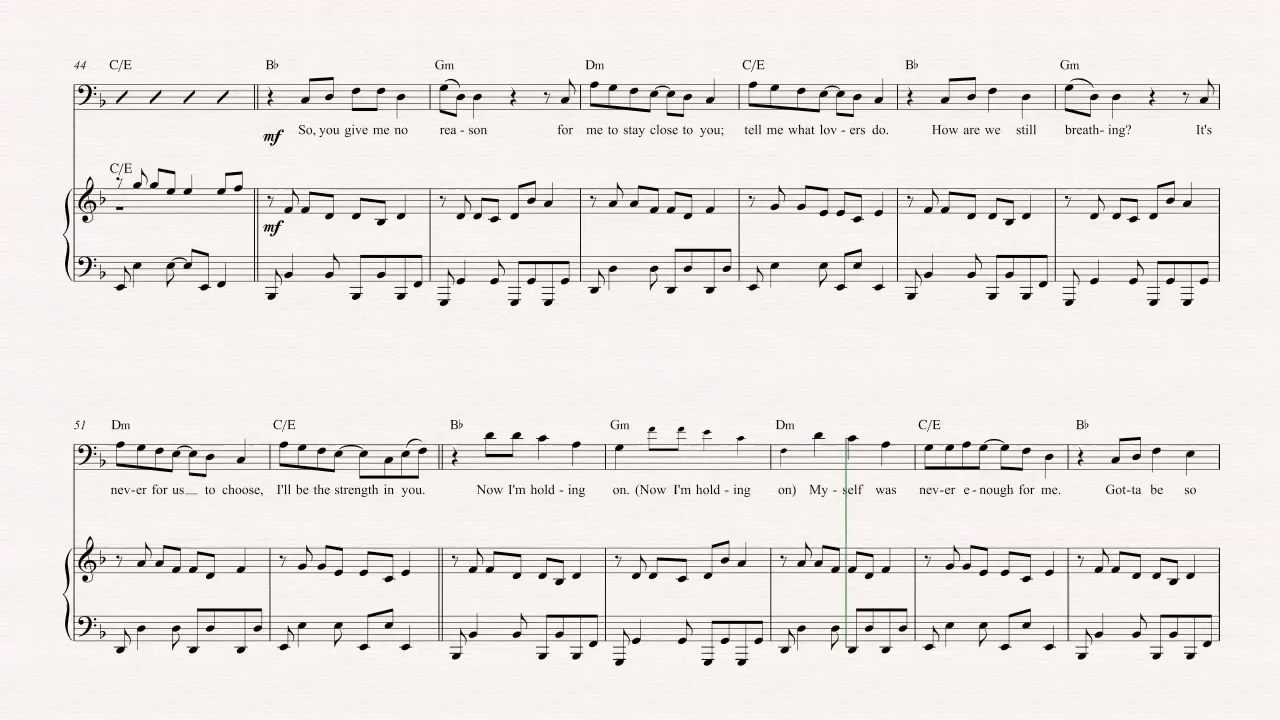 44 C/E B♭ Gm Dm C/E B♭ Gm
mf So, you give me no rea - son for me to stay close to you; tell me what lov - ers do. How are we still breath- ing? It's
C/E
mf
51 Dm C/E B♭ Gm Dm C/E B♭
nev-er for us__ to choose, I'll be the strength in you. Now I'm hold - ing on. (Now I'm hold - ing on) My - self was nev-er e - nough for me. Got-ta be so